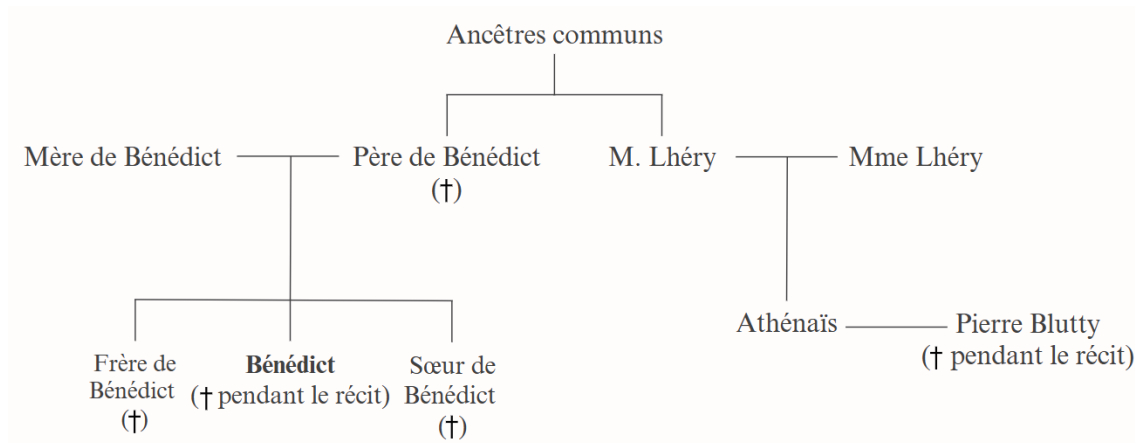 Ancêtres communs
Mère de Bénédict
Père de Bénédict
(†)
M. Lhéry
Mme Lhéry
Athénaïs
Pierre Blutty
(† pendant le récit)
Frère de
Bénédict
(†)
Bénédict
(† pendant le récit)
Sœur de
Bénédict
(†)